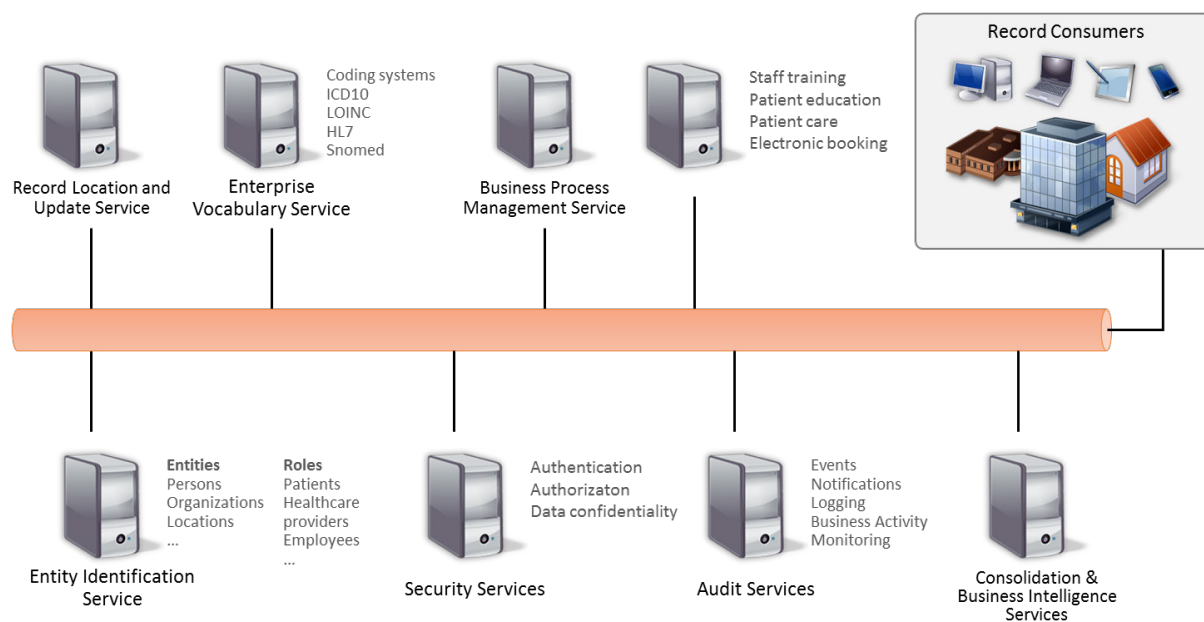 Record Consumers
Coding systems
ICD10
LOINC
HL7
Snomed
Staff training
Patient education
Patient care
Electronic booking
Record Location and
Update Service
Enterprise
Vocabulary Service
Business Process
Management Service
Entities
Persons
Organizations
Locations
...
Roles
Patients
Healthcare
providers
Employees
...
Authentication
Authorizaton
Data confidentiality
Events
Notifications
Logging
Business Activity
Monitoring
Entity Identification
Service
Security Services
Audit Services
Consolidation &
Business Intelligence
Services